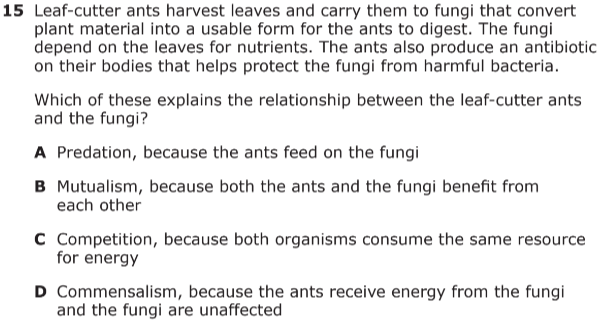 15 Leaf-cutter ants harvest leaves and carry them to fungi that convert
plant material into a usable form for the ants to digest. The fungi
depend on the leaves for nutrients. The ants also produce an antibiotic
on their bodies that helps protect the fungi from harmful bacteria.
Which of these explains the relationship between the leaf-cutter ants
and the fungi?
A Predation, because the ants feed on the fungi
B Mutualism, because both the ants and the fungi benefit from
each other
C Competition, because both organisms consume the same resource
for energy
D Commensalism, because the ants receive energy from the fungi
and the fungi are unaffected